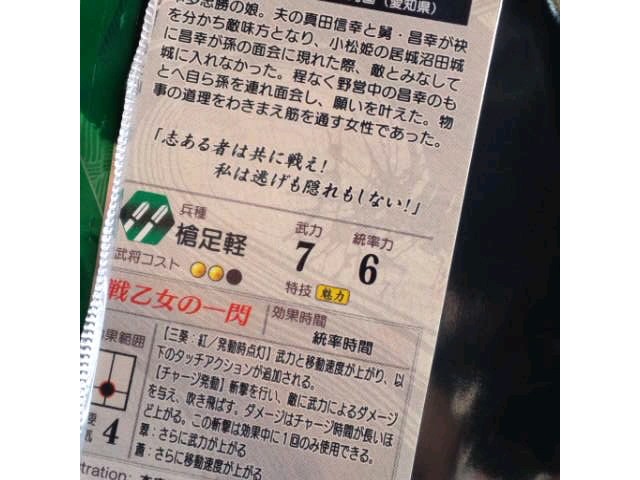 （愛知県）
多忠勝の娘。夫の真田信幸と舅・昌幸が袂
を分かち敵味方となり、小松姫の居城沼田城
に昌幸が孫の面会に現れた際、敵とみなして
城に入れなかった。程なく野営中の昌幸のも
とへ自ら孫を連れ面会し、願いを叶えた。物
事の道理をわきまえ筋を通す女性であった。
「志ある者は共に戦え!
私は逃げも隠れもしない!」
兵種
槍足軽
武力
7
統率力
6
武将コスト
特技 魅力
戦乙女の一閃
効果時間
統率時間
効果範囲
4
【三葵：紅／発動時点灯】武力と移動速度が上がり、以
下のタッチアクションが追加される。
【チャージ発動】斬撃を行い、敵に武力によるダメージ
を与え、吹き飛ばす。ダメージはチャージ時間が長いほ
ど上がる。この斬撃は効果中に1回のみ使用できる。
翠：さらに武力が上がる
蒼：さらに移動速度が上がる